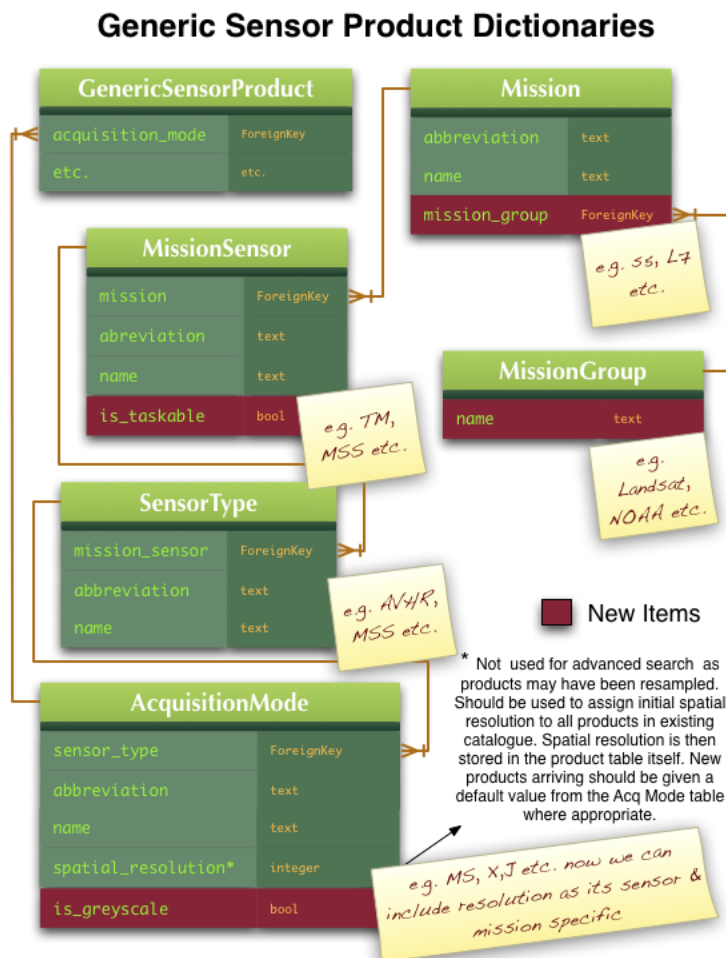 Generic Sensor Product Dictionaries
GenericSensorProduct
acquisition_mode ForeignKey
etc. etc.
Mission
abbreviation text
name text
mission_group ForeignKey
e.g. SS, L7
etc.
MissionSensor
mission ForeignKey
abreviation text
name text
is_taskable bool
e.g. TM,
MSS etc.
MissionGroup
name text
e.g.
Landsat,
NOAA etc.
SensorType
mission_sensor ForeignKey
abbreviation text
name text
e.g. AVHR,
MSS etc.
New Items
AcquisitionMode
sensor_type ForeignKey
abbreviation text
name text
spatial_resolution* integer
is_greyscale bool
* Not used for advanced search as
products may have been resampled.
Should be used to assign initial spatial
resolution to all products in existing
catalogue. Spatial resolution is then
stored in the product table itself. New
products arriving should be given a
default value from the Acq Mode table
where appropriate.
e.g. MS, X,J etc. now we can
include resolution as its sensor &
mission specific